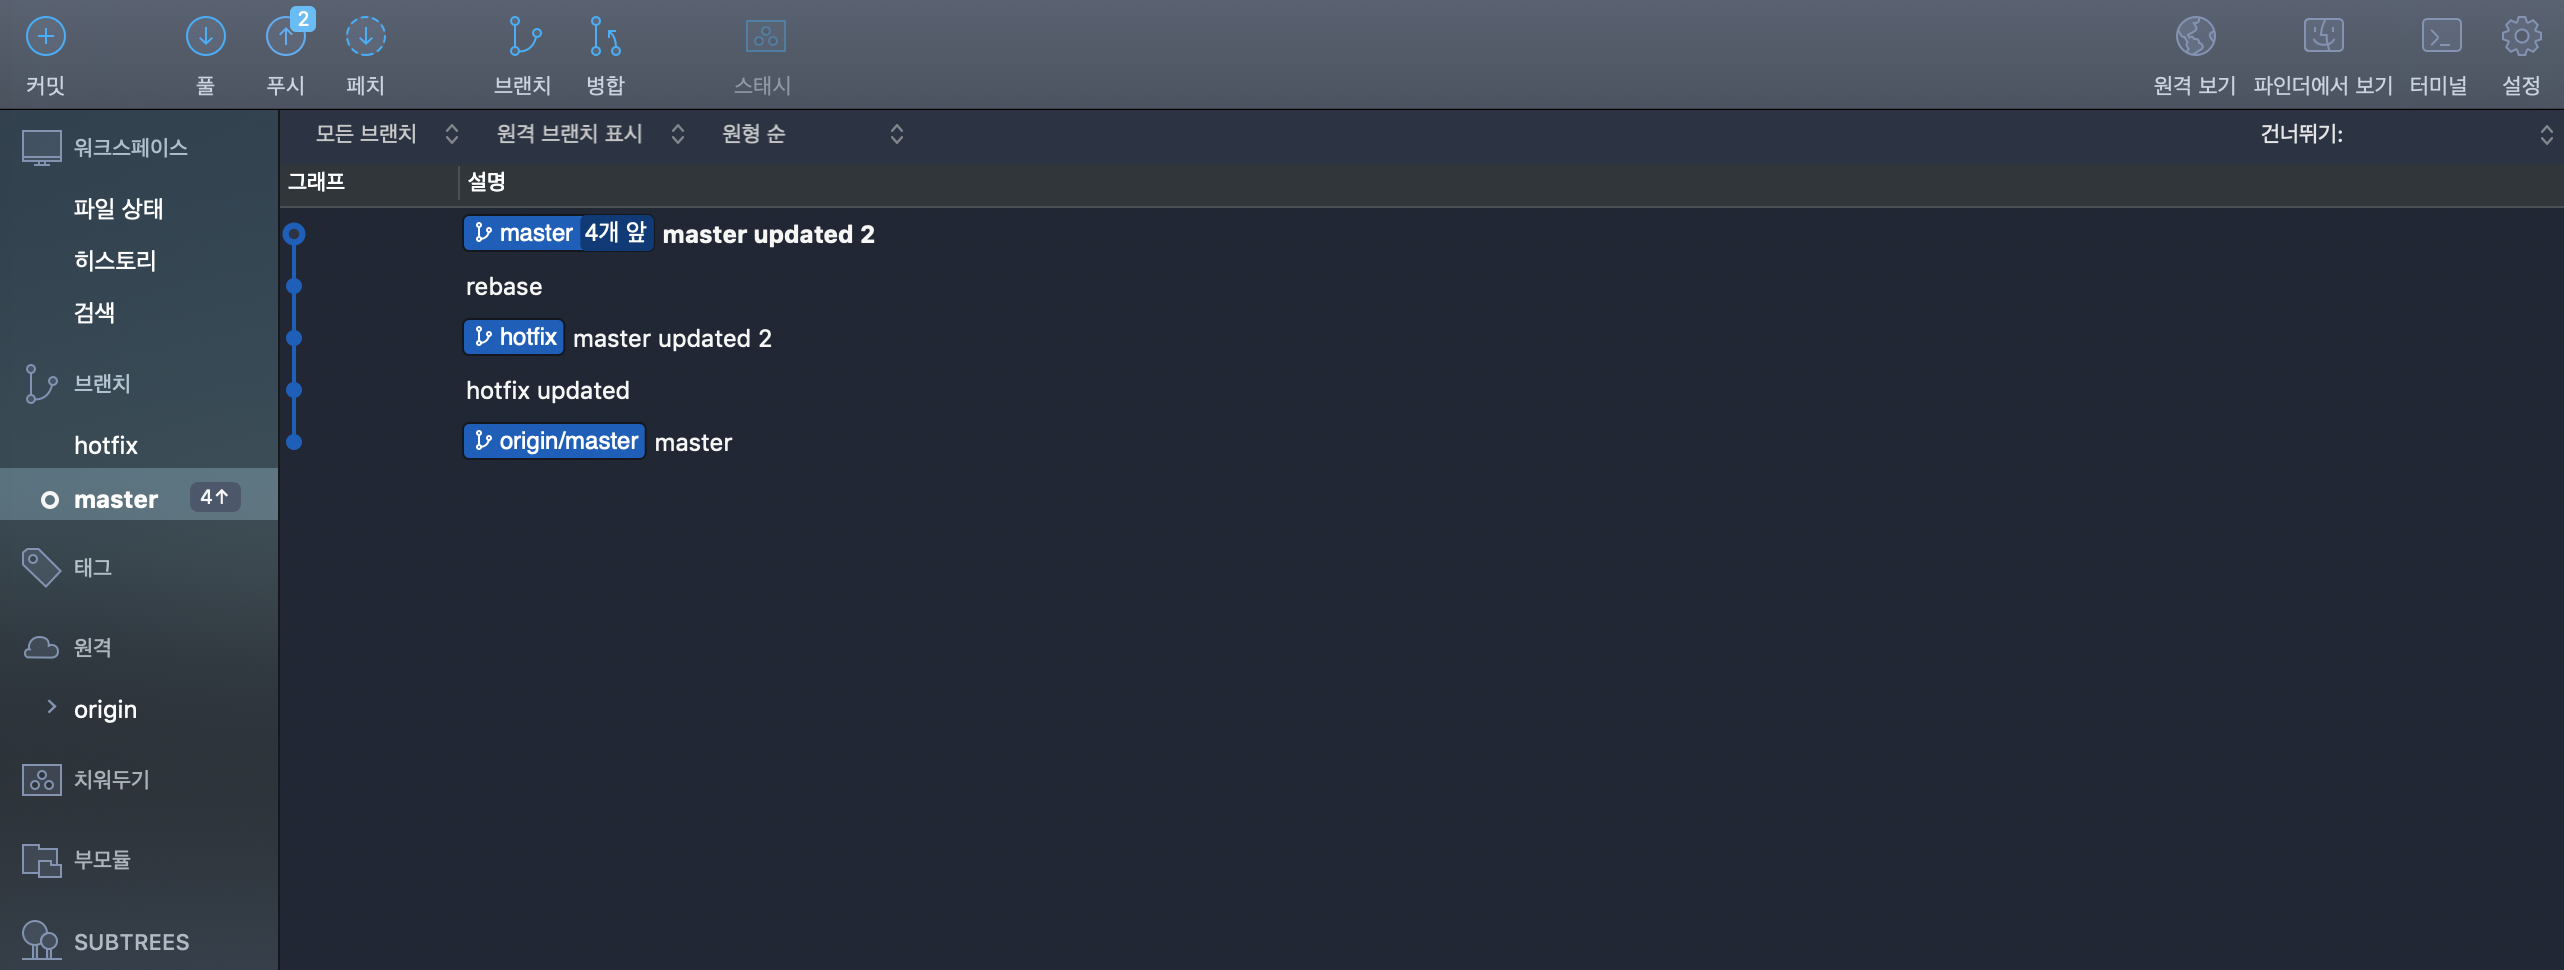 2
커밋 풀 푸시 페치 브랜치 병합 스태시 원격 보기 파인더에서 보기 터미널 설정
모든 브랜치 원격 브랜치 표시 원형 순 건너뛰기:
그래프 설명
master 4개 앞 master updated 2
rebase
hotfix master updated 2
hotfix updated
origin/master master
워크스페이스
파일 상태
히스토리
검색
브랜치
hotfix
master 4↑
태그
원격
origin
치워두기
부모듈
SUBTREES